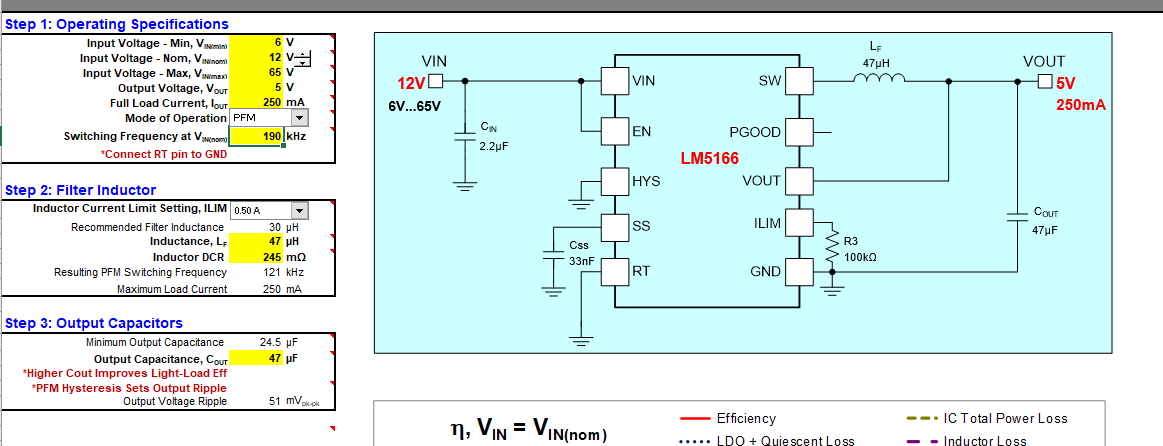 Step 1: Operating Specifications
Input Voltage - Min, VIN(min) 6 V
Input Voltage - Nom, VIN(nom) 12 V
Input Voltage - Max, VIN(max) 65 V
Output Voltage, VOUT 5 V
Full Load Current, IOUT 250 mA
Mode of Operation PFM
Switching Frequency at VIN(nom) 190 kHz
*Connect RT pin to GND
Step 2: Filter Inductor
Inductor Current Limit Setting, ILIM 0.50 A
Recommended Filter Inductance 30 µH
Inductance, LF 47 µH
Inductor DCR 245 mΩ
Resulting PFM Switching Frequency 121 kHz
Maximum Load Current 250 mA
Step 3: Output Capacitors
Minimum Output Capacitance 24.5 µF
Output Capacitance, COUT 47 µF
*Higher Cout Improves Light-Load Eff
*PFM Hysteresis Sets Output Ripple
Output Voltage Ripple 51 mVpk-pk
VIN
12V
6V...65V
CIN
2.2µF
VIN
EN
HYS
SS
RT
Css
33nF
LM5166
SW
PGOOD
VOUT
ILIM
GND
LF
47µH
R3
100kΩ
VOUT
5V
250mA
COUT
47µF
η, VIN = VIN(nom)
Efficiency
IC Total Power Loss
LDO + Quiescent Loss
Inductor Loss